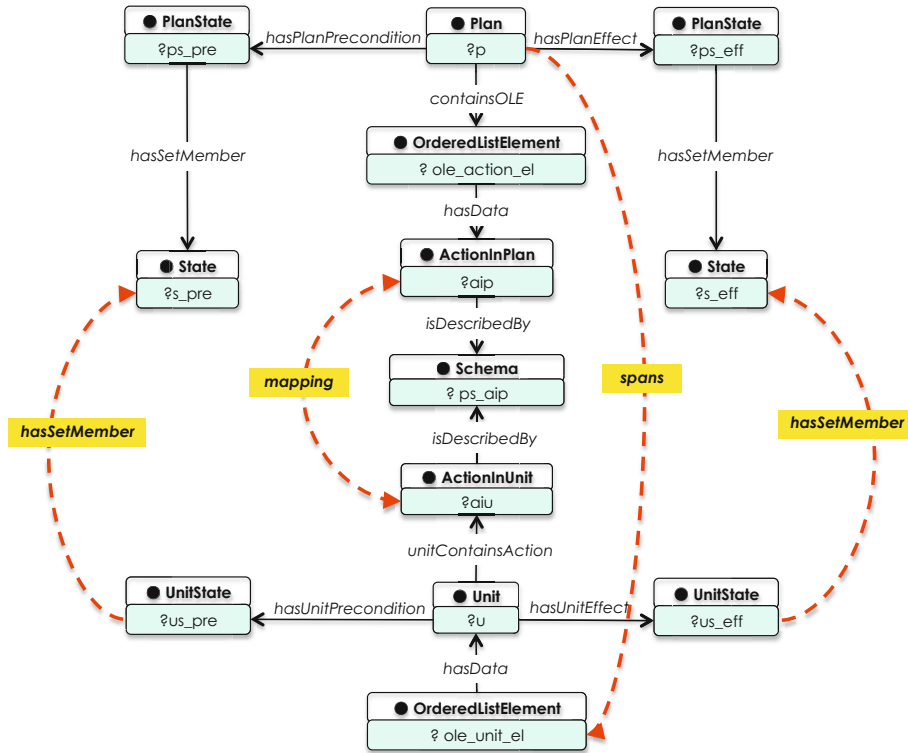 PlanState
?ps_pre
hasPlanPrecondition
Plan
?p
hasPlanEffect
PlanState
?ps_eff
containsOLE
hasSetMember
OrderedListElement
? ole_action_el
hasSetMember
hasData
State
?s_pre
ActionInPlan
?aip
State
?s_eff
isDescribedBy
mapping
Schema
? ps_aip
spans
hasSetMember
isDescribedBy
hasSetMember
ActionInUnit
?aiu
unitContainsAction
UnitState
?us_pre
hasUnitPrecondition
Unit
?u
hasUnitEffect
UnitState
?us_eff
hasData
OrderedListElement
? ole_unit_el